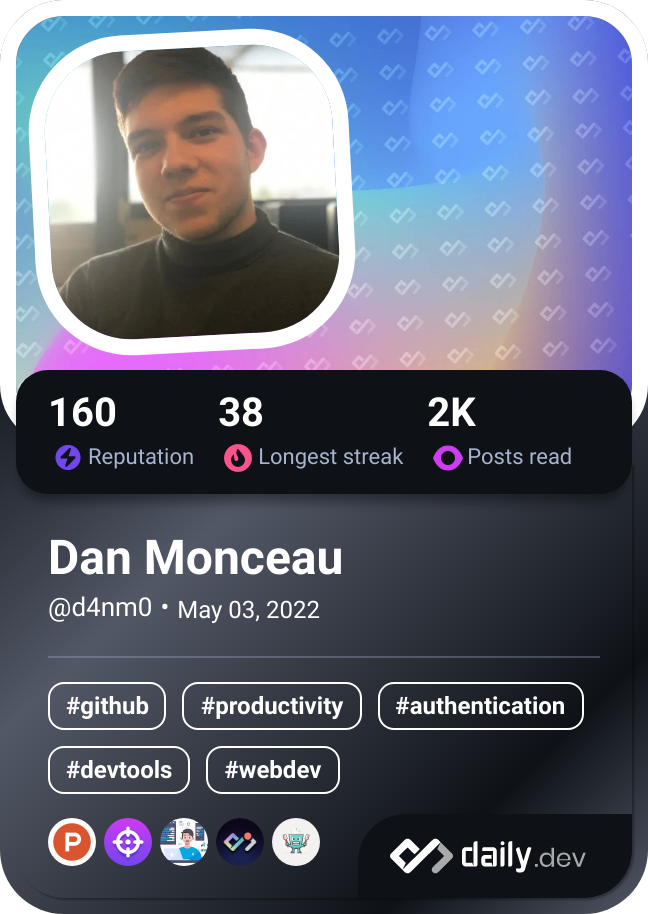 160 38 2K
Reputation Longest streak Posts read
Dan Monceau
@d4nm0 • May 03, 2022
#github #productivity #authentication
#devtools #webdev
P
daily.dev